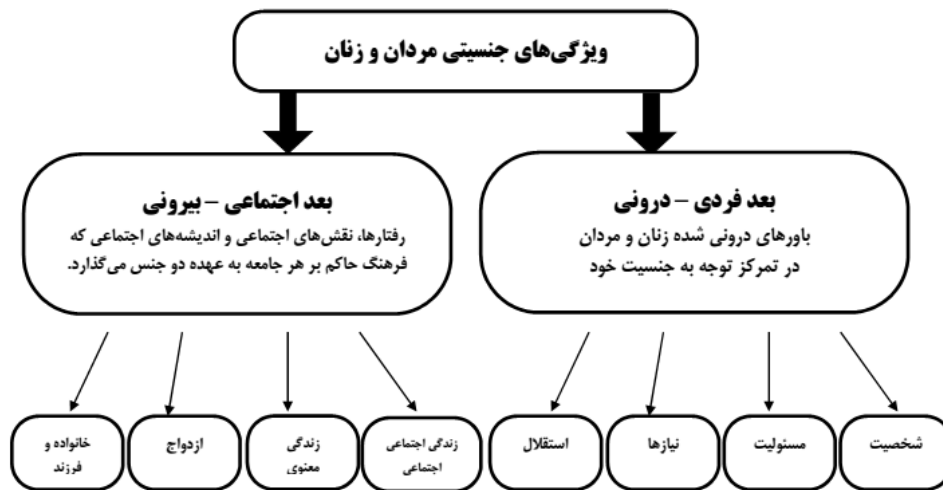 ویژگی‌های جنسیتی مردان و زنان
بعد فردی – درونی
باورهای درونی شده زنان و مردان
در تمرکز توجه به جنسیت خود
بعد اجتماعی – بیرونی
رفتارها، نقش‌های اجتماعی و اندیشه‌های اجتماعی که
فرهنگ حاکم بر هر جامعه به عهده دو جنس می‌گذارد.
شخصیت
مسئولیت
نیازها
استقلال
زندگی اجتماعی
اجتماعی
زندگی
معنوی
ازدواج
خانواده و
فرزند